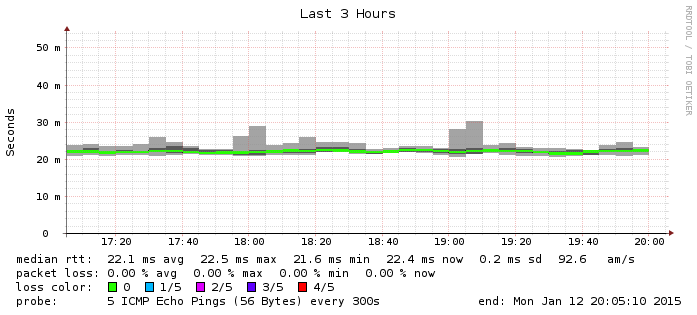 Last 3 Hours
RRDTOOL / TOBI OETIKER
Seconds
50 m
40 m
30 m
20 m
10 m
0
17:20 17:40 18:00 18:20 18:40 19:00 19:20 19:40 20:00
median rtt: 22.1 ms avg 22.5 ms max 21.6 ms min 22.4 ms now 0.2 ms sd 92.6 am/s
packet loss: 0.00 % avg 0.00 % max 0.00 % min 0.00 % now
loss color: 0 1/5 2/5 3/5 4/5
probe: 5 ICMP Echo Pings (56 Bytes) every 300s end: Mon Jan 12 20:05:10 2015